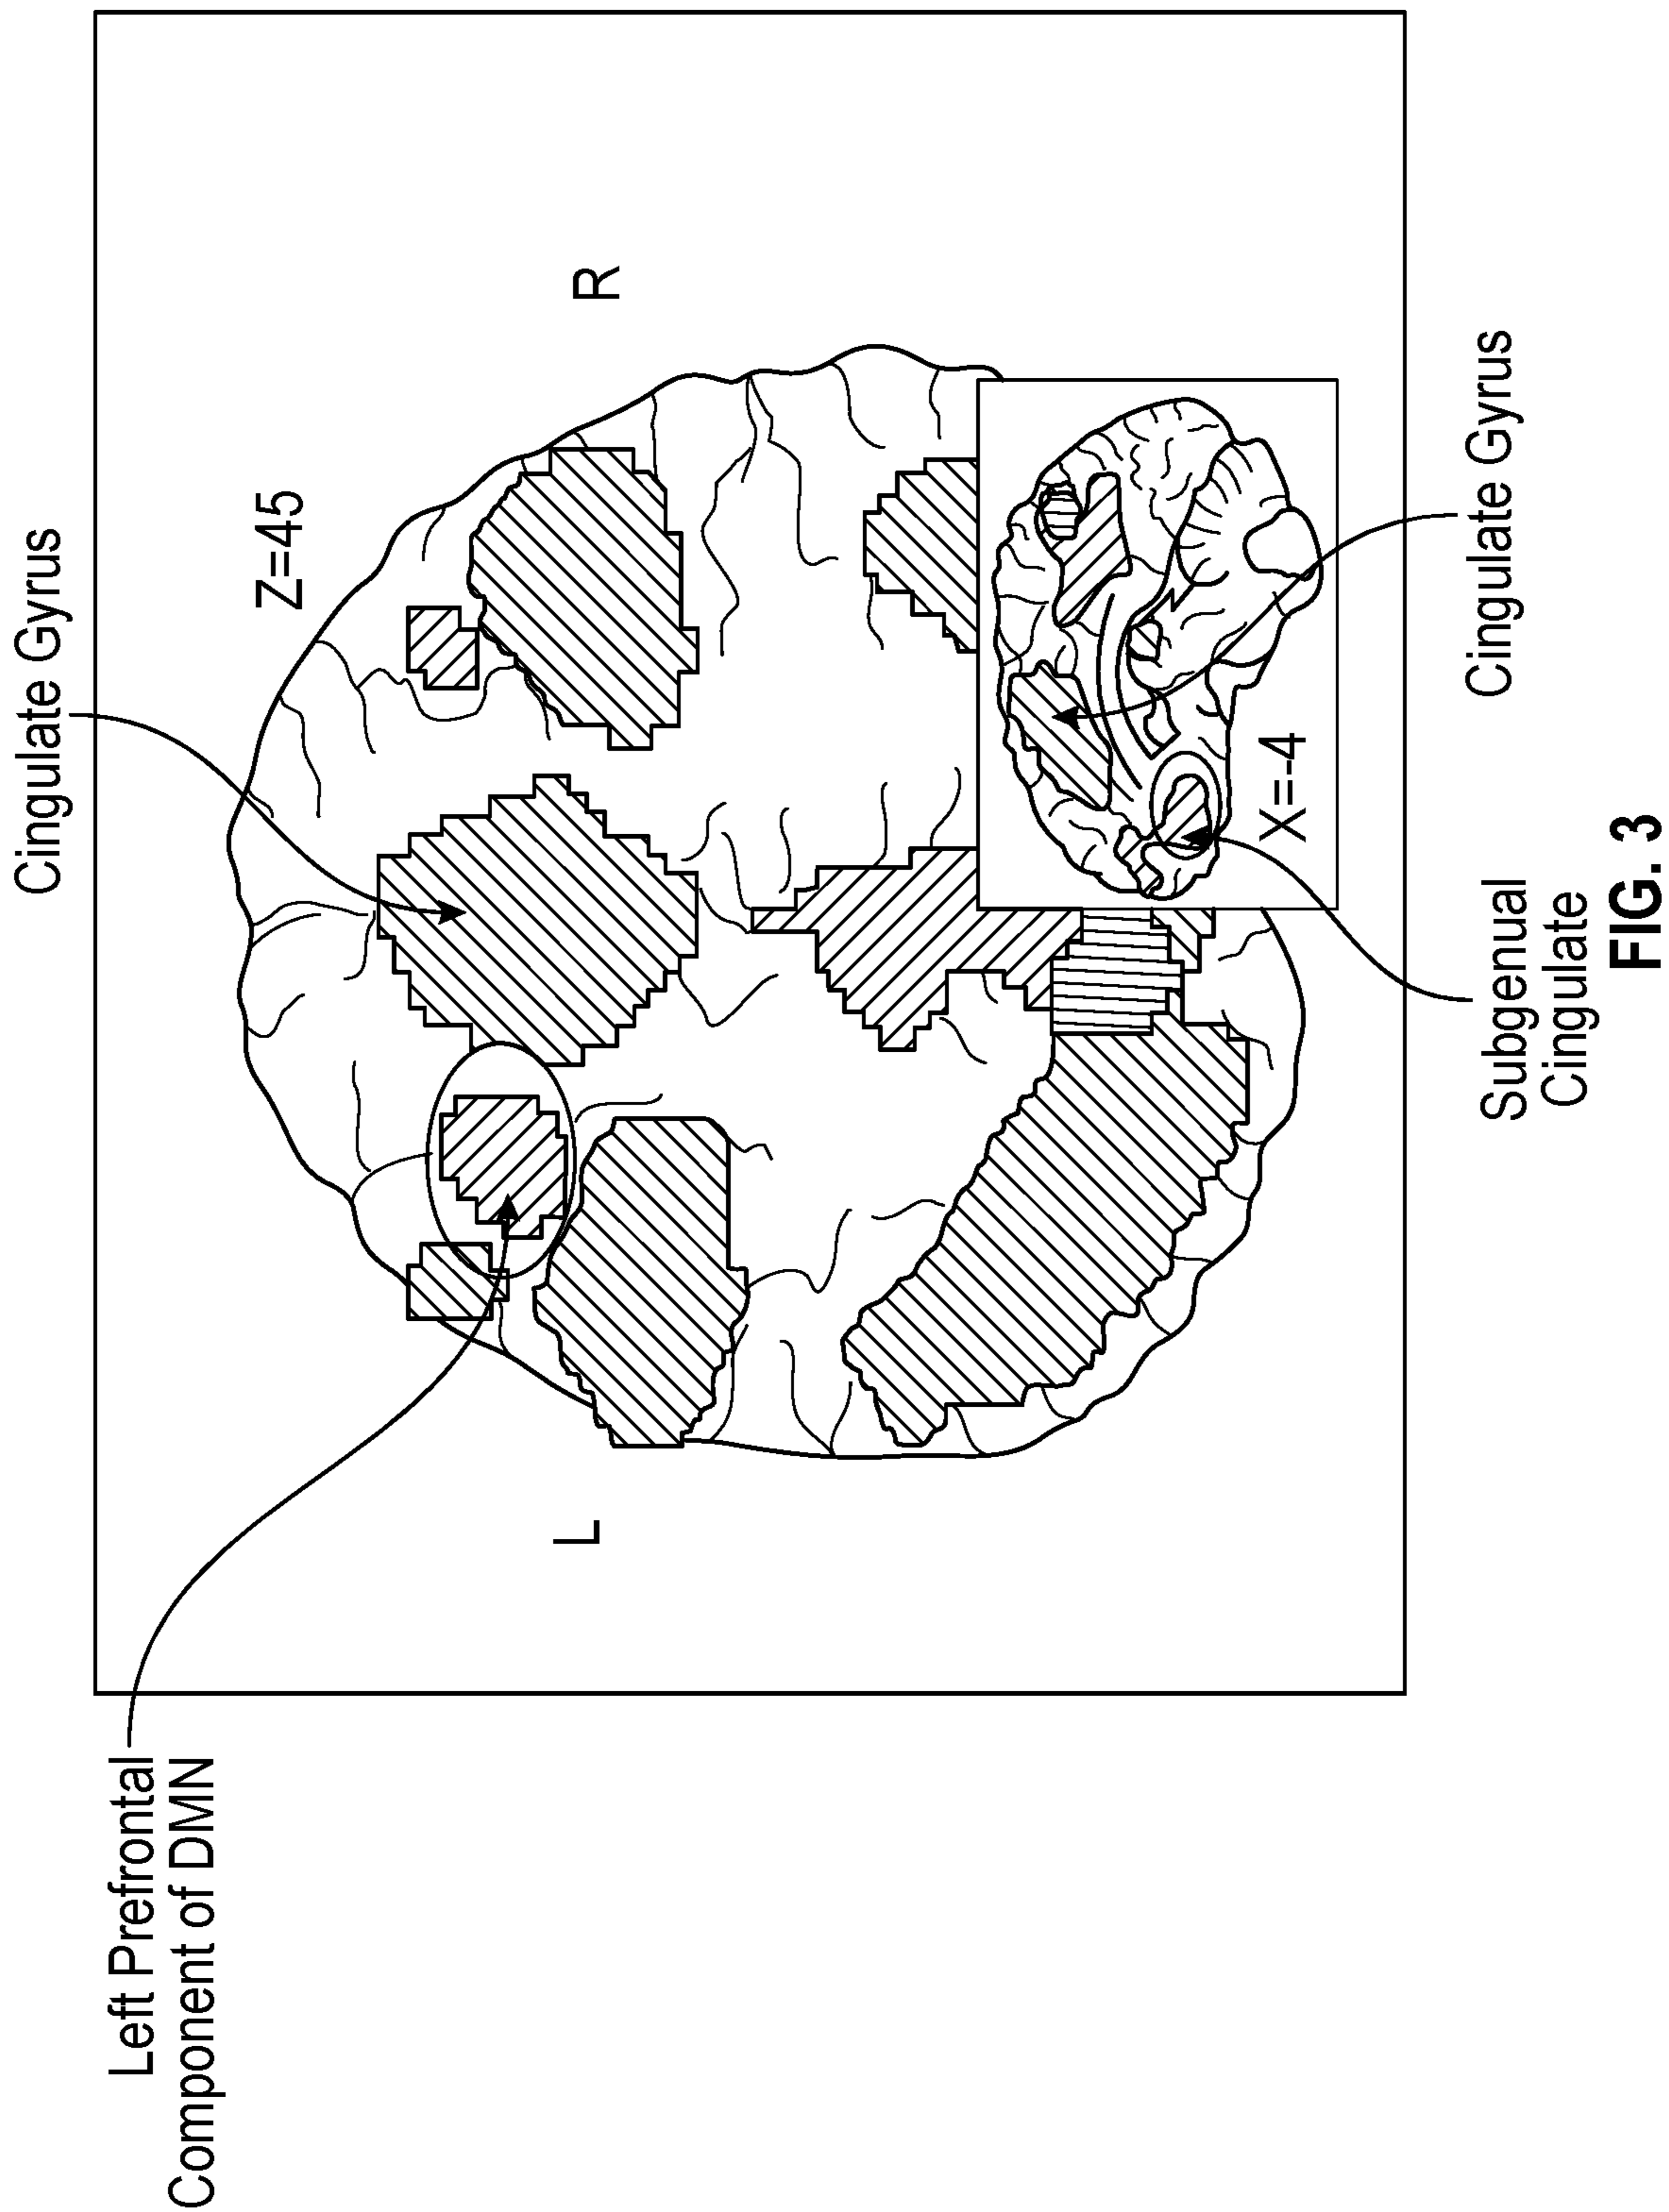 Left Prefrontal
Component of DMN
Cingulate Gyrus
Z=45
L
R
X=-4
Subgenual
Cingulate
Cingulate Gyrus
FIG. 3